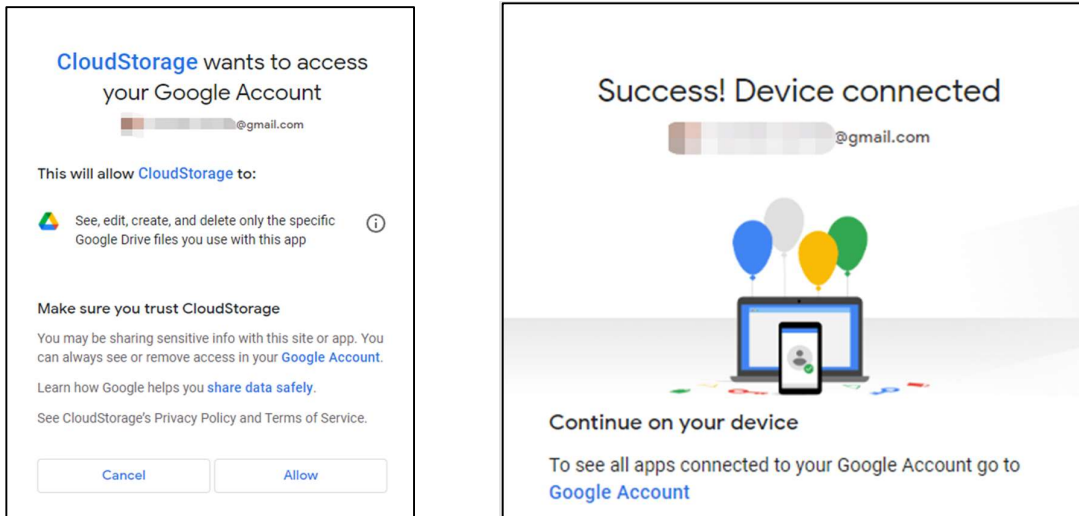 CloudStorage wants to access
your Google Account
@gmail.com
This will allow CloudStorage to:
See, edit, create, and delete only the specific
Google Drive files you use with this app
Make sure you trust CloudStorage
You may be sharing sensitive info with this site or app. You
can always see or remove access in your Google Account.
Learn how Google helps you share data safely.
See CloudStorage's Privacy Policy and Terms of Service.
Cancel
Allow
Success! Device connected
@gmail.com
Continue on your device
To see all apps connected to your Google Account go to
Google Account